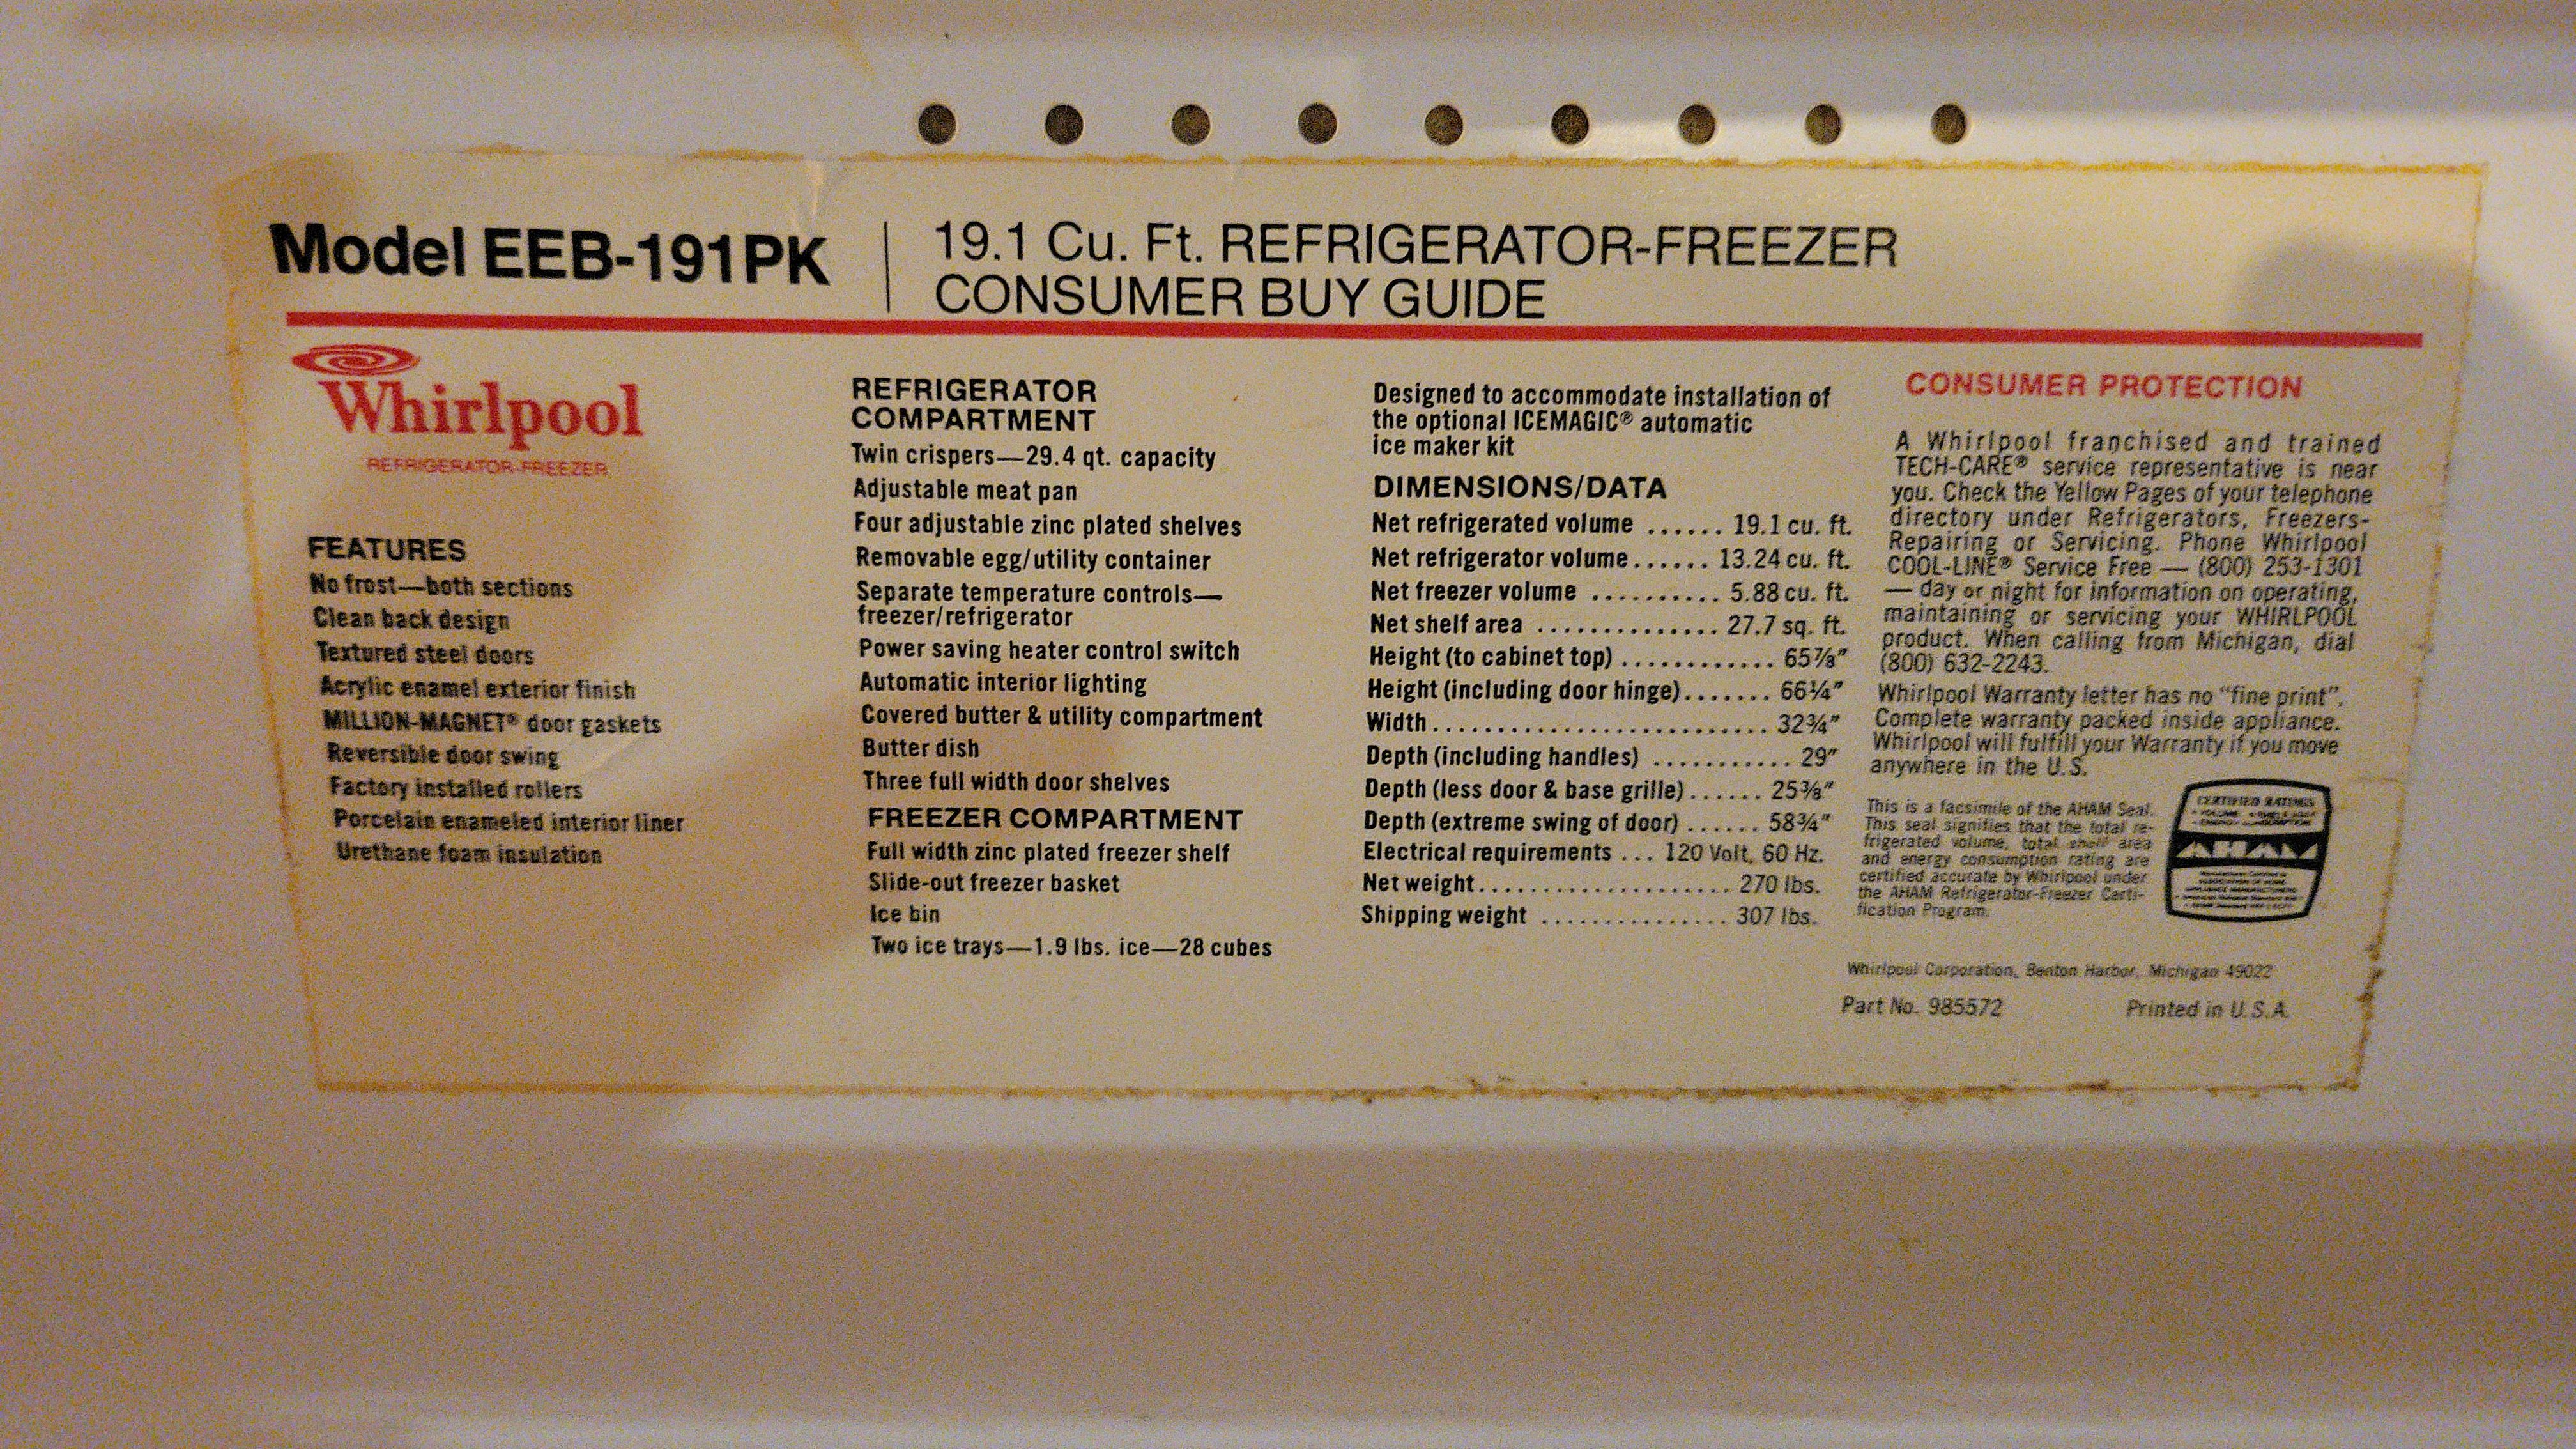 Model EEB-191PK
19.1 Cu. Ft. REFRIGERATOR-FREEZER
CONSUMER BUY GUIDE
Whirlpool
REFRIGERATOR-FREEZER
FEATURES
No frost—both sections
Clean back design
Textured steel doors
Acrylic enamel exterior finish
MILLION-MAGNET® door gaskets
Reversible door swing
Factory installed rollers
Porcelain enameled interior liner
Urethane foam insulation
REFRIGERATOR
COMPARTMENT
Twin crispers—29.4 qt. capacity
Adjustable meat pan
Four adjustable zinc plated shelves
Removable egg/utility container
Separate temperature controls—
freezer/refrigerator
Power saving heater control switch
Automatic interior lighting
Covered butter & utility compartment
Butter dish
Three full width door shelves
FREEZER COMPARTMENT
Full width zinc plated freezer shelf
Slide-out freezer basket
Ice bin
Two ice trays—1.9 lbs. ice—28 cubes
Designed to accommodate installation of
the optional ICEMAGIC® automatic
ice maker kit
DIMENSIONS/DATA
Net refrigerated volume ...... 19.1 cu. ft.
Net refrigerator volume...... 13.24 cu. ft.
Net freezer volume .......... 5.88 cu. ft.
Net shelf area .............. 27.7 sq. ft.
Height (to cabinet top) ............ 65⅞"
Height (including door hinge)....... 66¼"
Width.......................... 32¾"
Depth (including handles) ........... 29"
Depth (less door & base grille)...... 25⅜"
Depth (extreme swing of door) ...... 58¾"
Electrical requirements ... 120 Volt, 60 Hz.
Net weight.................... 270 lbs.
Shipping weight ............... 307 lbs.
CONSUMER PROTECTION
A Whirlpool franchised and trained
TECH-CARE® service representative is near
you. Check the Yellow Pages of your telephone
directory under Refrigerators, Freezers-
Repairing or Servicing. Phone Whirlpool
COOL-LINE® Service Free — (800) 253-1301
— day or night for information on operating,
maintaining or servicing your WHIRLPOOL
product. When calling from Michigan, dial
(800) 632-2243.
Whirlpool Warranty letter has no "fine print".
Complete warranty packed inside appliance.
Whirlpool will fulfill your Warranty if you move
anywhere in the U.S.
This is a facsimile of the AHAM Seal.
This seal signifies that the total re-
frigerated volume, total shelf area
and energy consumption rating are
certified accurate by Whirlpool under
the AHAM Refrigerator-Freezer Certi-
fication Program.
CERTIFIED RATINGS
AHAM
Whirlpool Corporation, Benton Harbor, Michigan 49022
Part No. 985572 Printed in U.S.A.